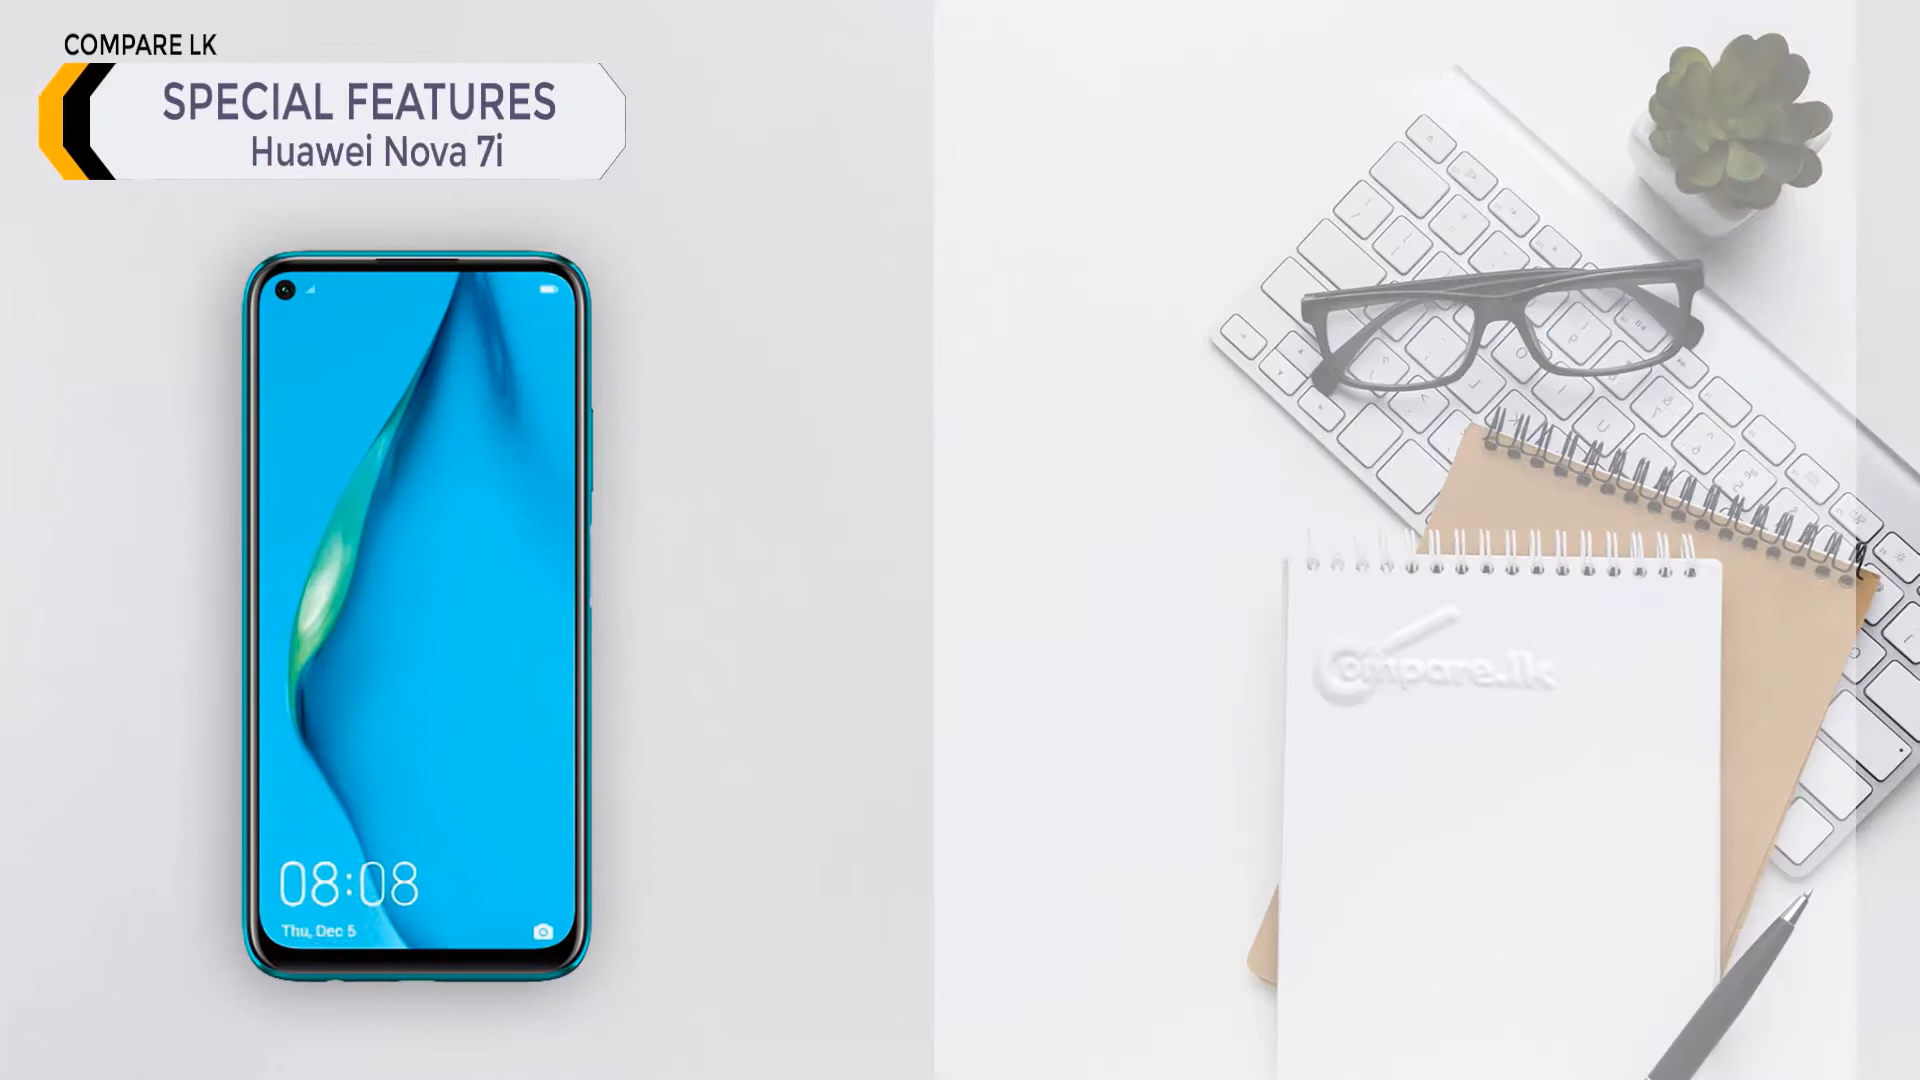 COMPARE LK
SPECIAL FEATURES
Huawei Nova 7i
08:08
Thu, Dec 5
Compare.lk